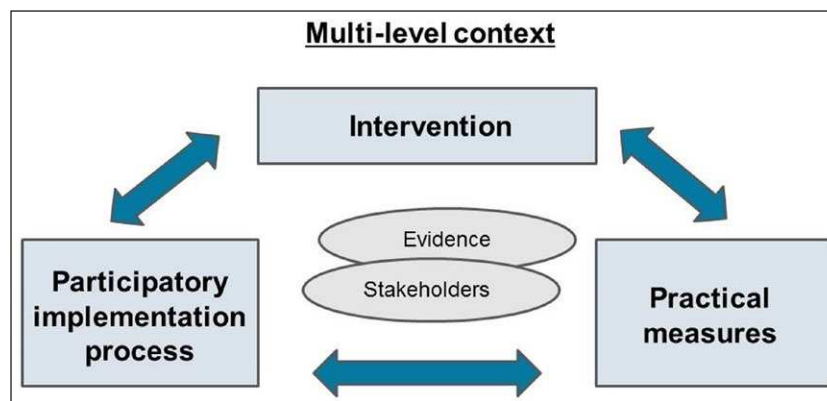 Multi-level context
Intervention
Evidence
Stakeholders
Participatory
implementation
process
Practical
measures